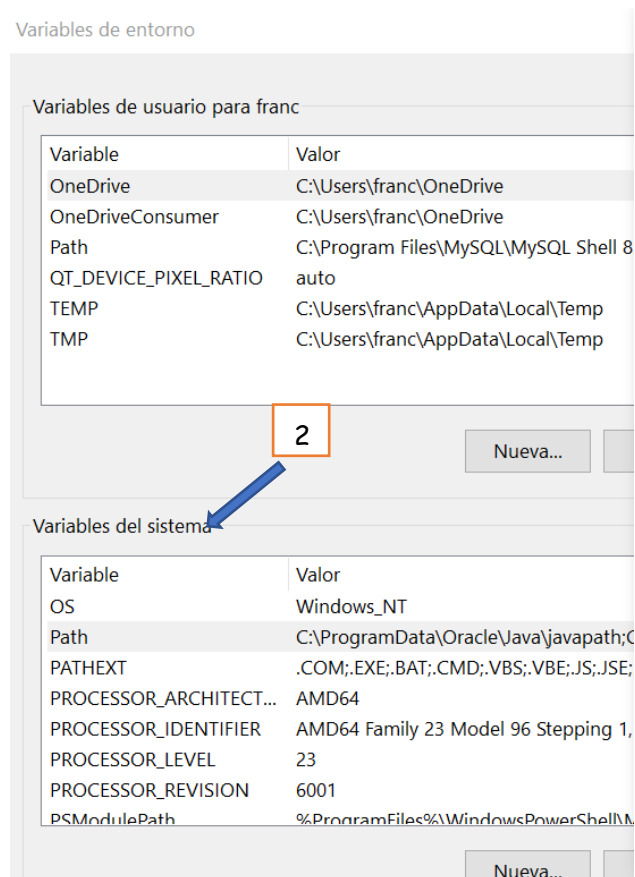 Variables de entorno
Variables de usuario para franc
Variable Valor
OneDrive C:\Users\franc\OneDrive
OneDriveConsumer C:\Users\franc\OneDrive
Path C:\Program Files\MySQL\MySQL Shell 8
QT_DEVICE_PIXEL_RATIO auto
TEMP C:\Users\franc\AppData\Local\Temp
TMP C:\Users\franc\AppData\Local\Temp
2
Nueva...
Variables del sistema
Variable Valor
OS Windows_NT
Path C:\ProgramData\Oracle\Java\javapath;C
PATHEXT .COM;.EXE;.BAT;.CMD;.VBS;.VBE;.JS;.JSE;
PROCESSOR_ARCHITECT... AMD64
PROCESSOR_IDENTIFIER AMD64 Family 23 Model 96 Stepping 1,
PROCESSOR_LEVEL 23
PROCESSOR_REVISION 6001
PSModulePath %ProgramFiles%\WindowsPowerShell\M
Nueva...